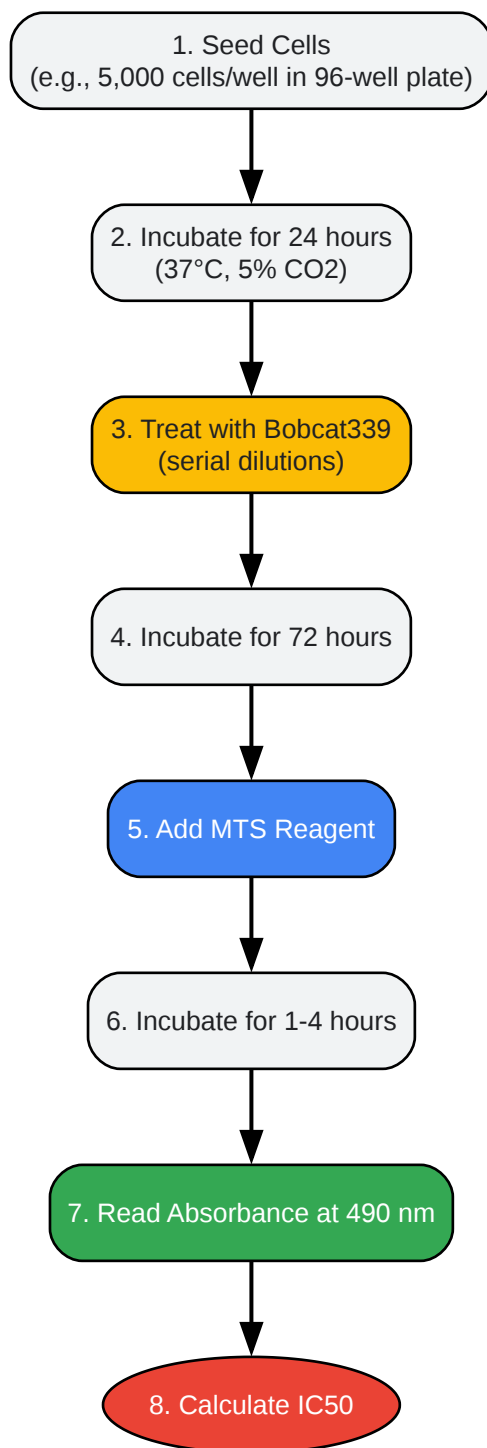 1. Seed Cells
(e.g., 5,000 cells/well in 96-well plate)
2. Incubate for 24 hours
(37°C, 5% CO2)
3. Treat with Bobcat339
(serial dilutions)
4. Incubate for 72 hours
5. Add MTS Reagent
6. Incubate for 1-4 hours
7. Read Absorbance at 490 nm
8. Calculate IC50